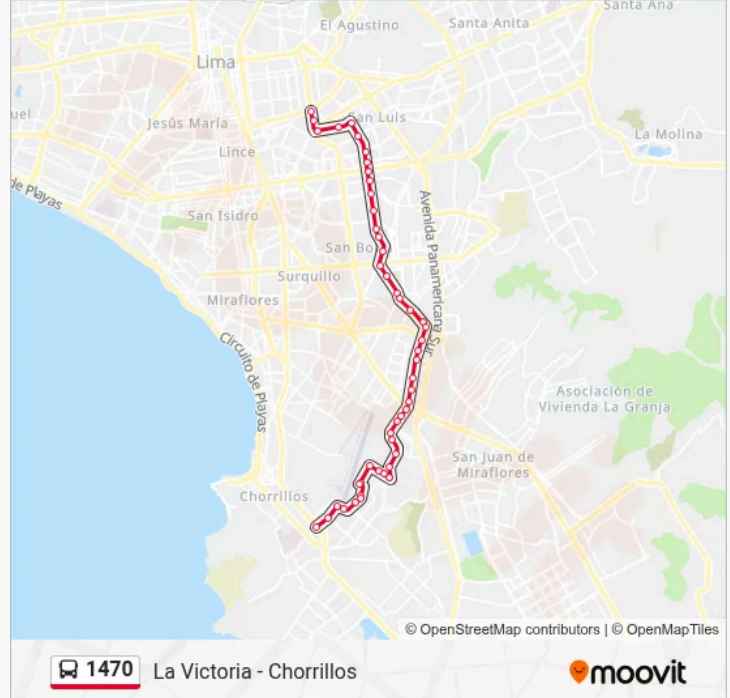 Santa Ana
El Agustino
Santa Anita
Lima
uel
San Luis
Jesús María
La Molina
Lince
de Playas
San Isidro
Avenida Panamericana Sur
San Bo
Surquillo
Miraflores
Circuito de Playas
Asociación de
Vivienda La Granja
San Juan de
Miraflores
Chorrillos
© OpenStreetMap contributors | © OpenMapTiles
1470 La Victoria - Chorrillos
moovit